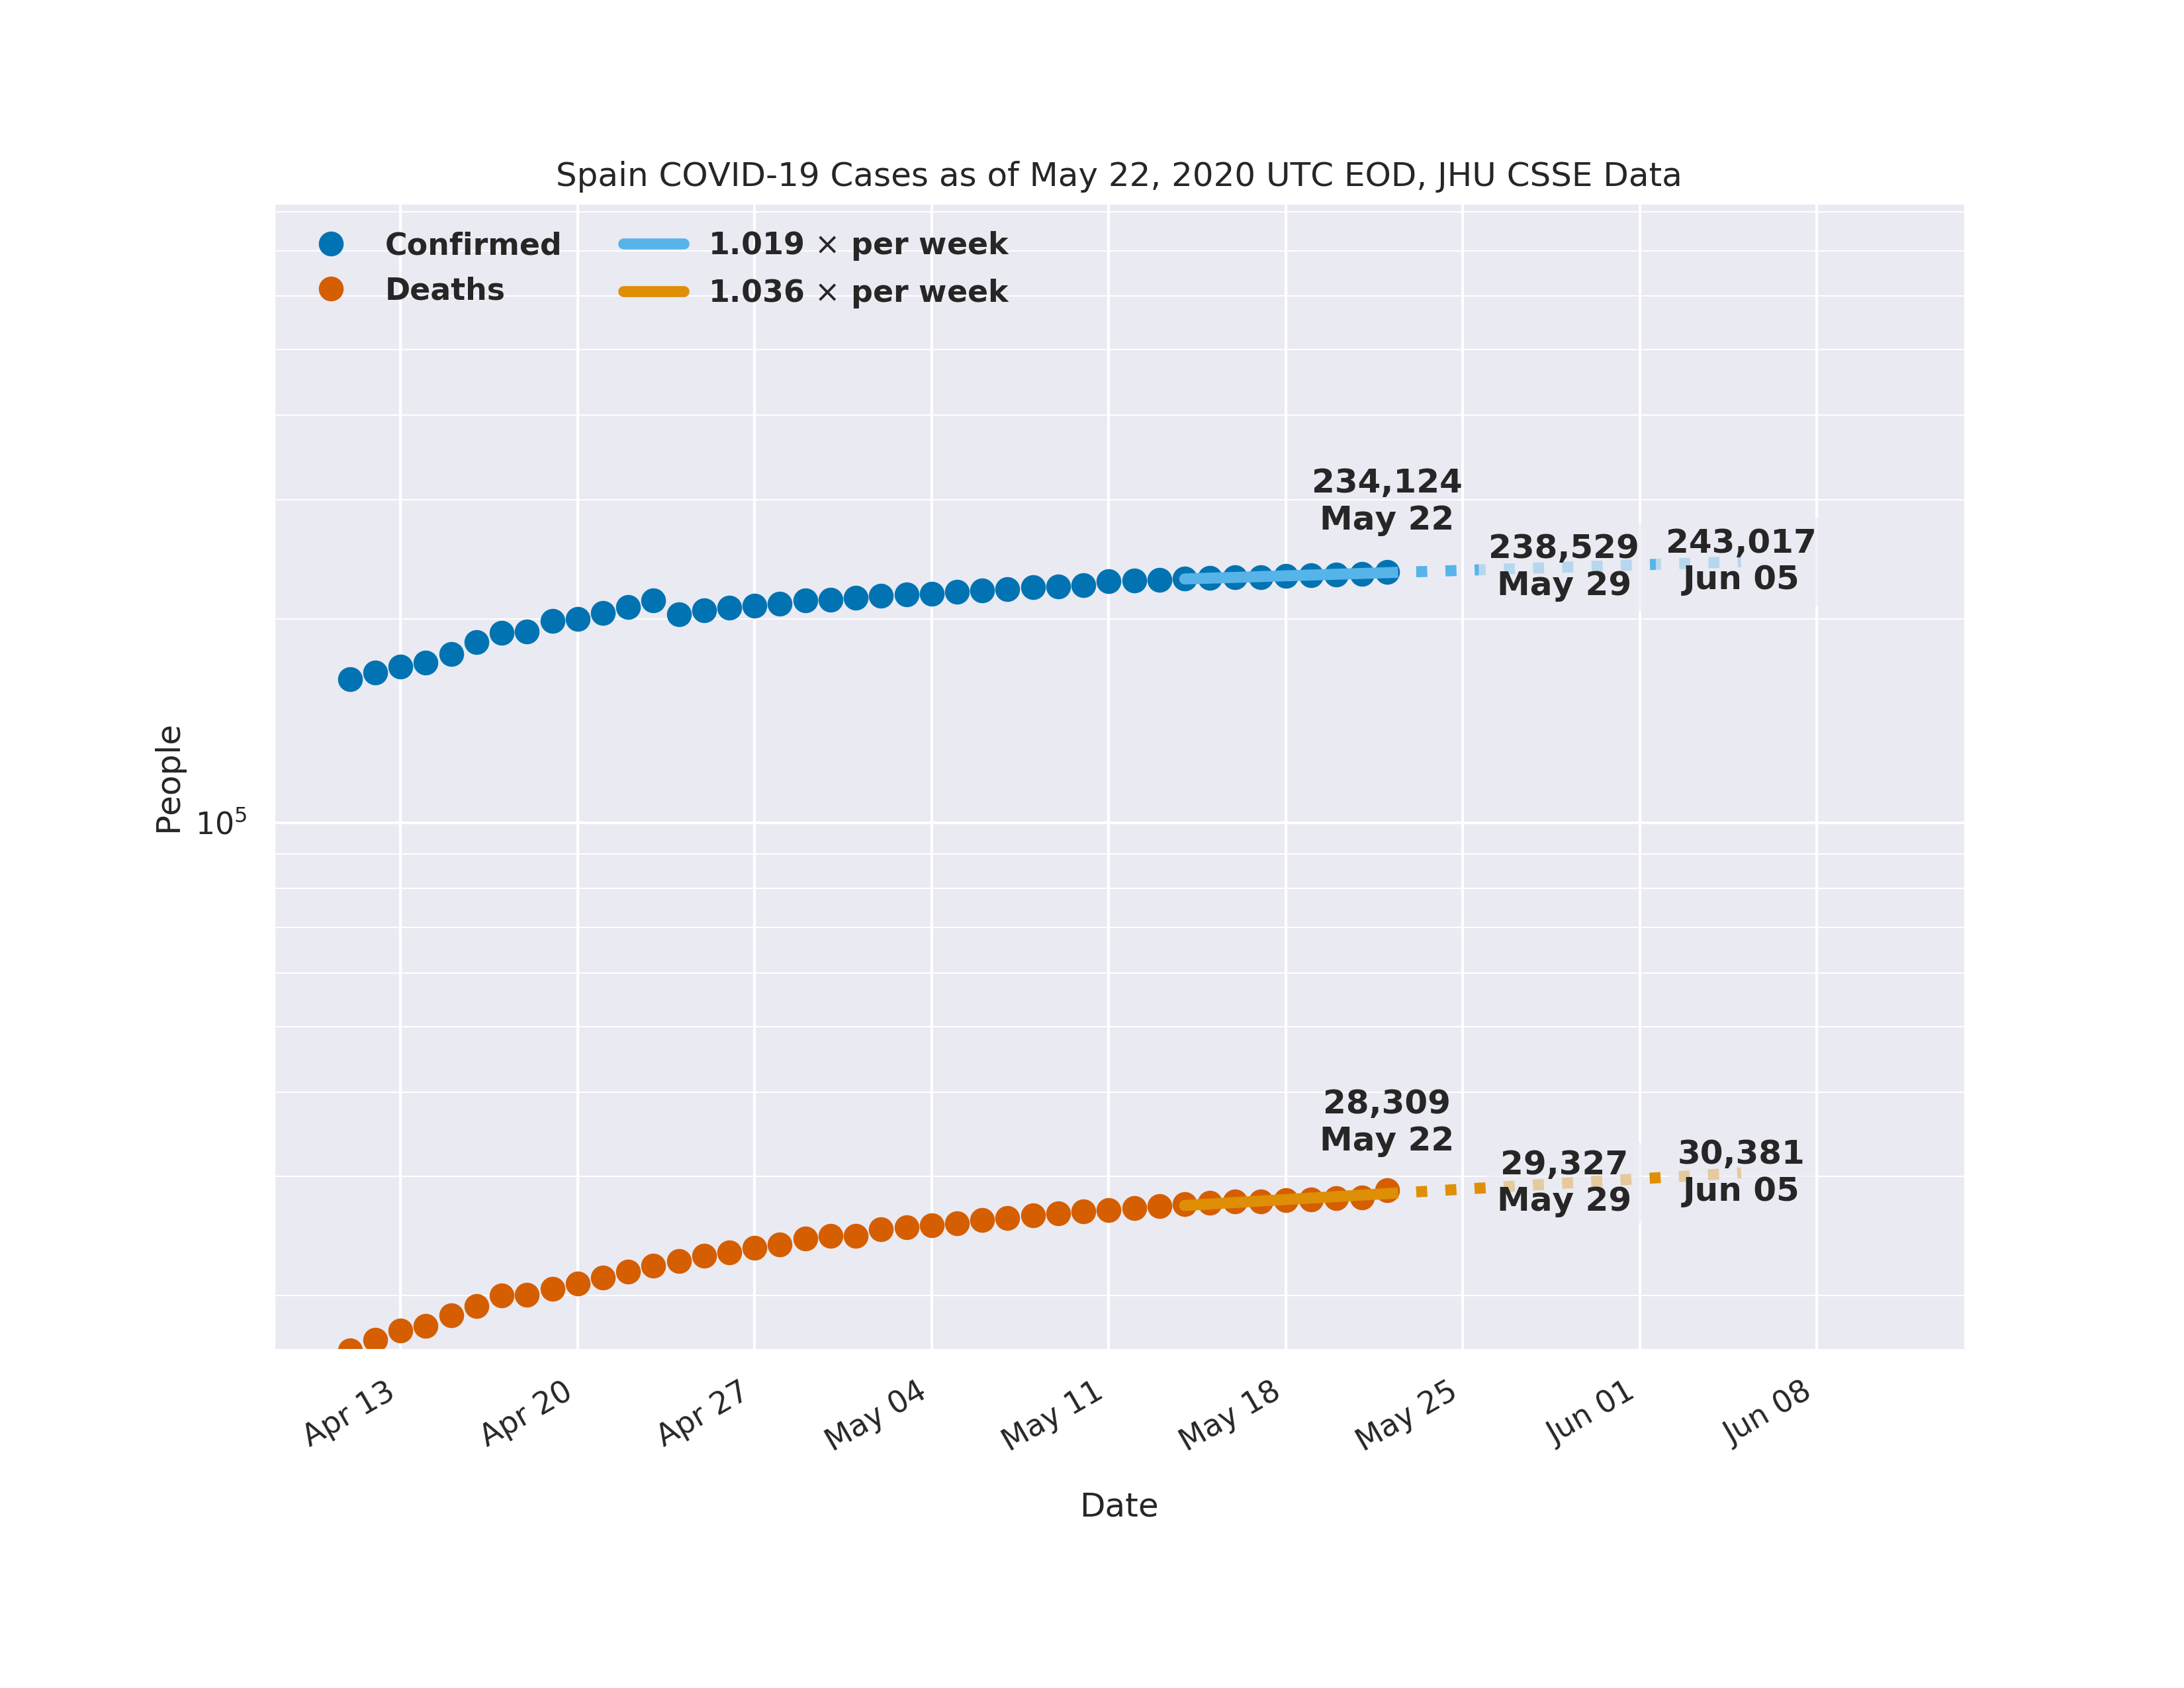 Spain COVID-19 Cases as of May 22, 2020 UTC EOD, JHU CSSE Data
Confirmed
Deaths
1.019 × per week
1.036 × per week
234,124
May 22
238,529
May 29
243,017
Jun 05
People
10⁵
28,309
May 22
29,327
May 29
30,381
Jun 05
Apr 13
Apr 20
Apr 27
May 04
May 11
May 18
May 25
Jun 01
Jun 08
Date